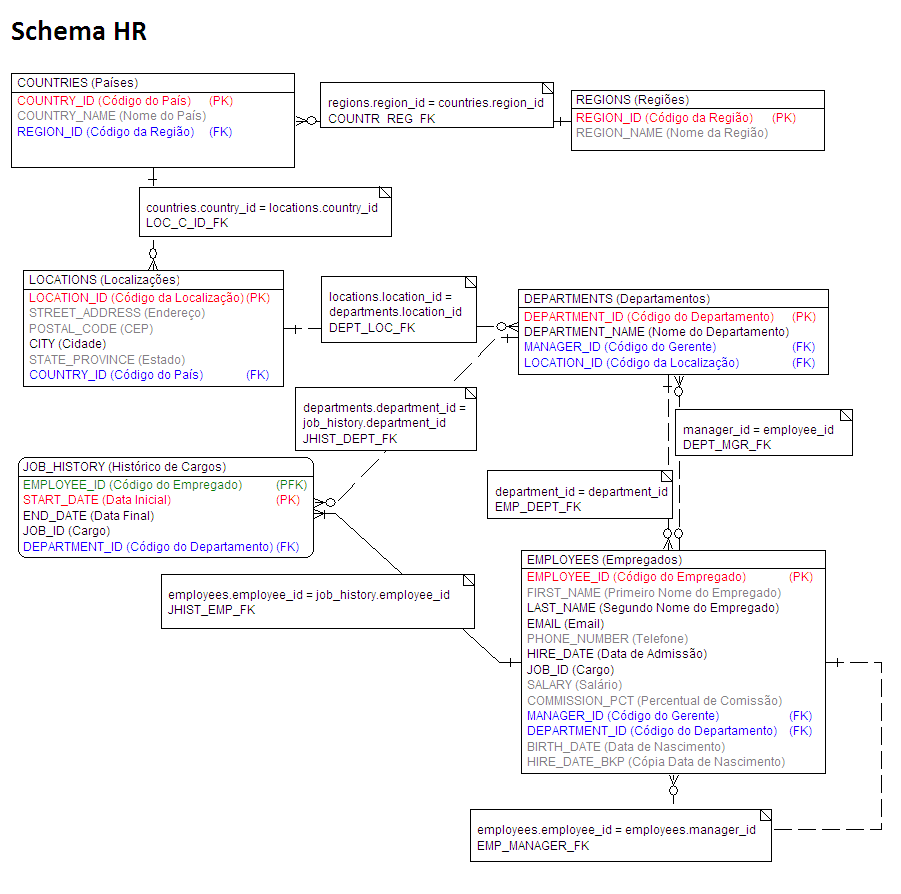 Schema HR
COUNTRIES (Países)
COUNTRY_ID (Código do País) (PK)
COUNTRY_NAME (Nome do País)
REGION_ID (Código da Região) (FK)
regions.region_id = countries.region_id
COUNTR_REG_FK
REGIONS (Regiões)
REGION_ID (Código da Região) (PK)
REGION_NAME (Nome da Região)
countries.country_id = locations.country_id
LOC_C_ID_FK
LOCATIONS (Localizações)
LOCATION_ID (Código da Localização) (PK)
STREET_ADDRESS (Endereço)
POSTAL_CODE (CEP)
CITY (Cidade)
STATE_PROVINCE (Estado)
COUNTRY_ID (Código do País) (FK)
locations.location_id =
departments.location_id
DEPT_LOC_FK
DEPARTMENTS (Departamentos)
DEPARTMENT_ID (Código do Departamento) (PK)
DEPARTMENT_NAME (Nome do Departamento)
MANAGER_ID (Código do Gerente) (FK)
LOCATION_ID (Código da Localização) (FK)
departments.department_id =
job_history.department_id
JHIST_DEPT_FK
manager_id = employee_id
DEPT_MGR_FK
JOB_HISTORY (Histórico de Cargos)
EMPLOYEE_ID (Código do Empregado) (PFK)
START_DATE (Data Inicial) (PK)
END_DATE (Data Final)
JOB_ID (Cargo)
DEPARTMENT_ID (Código do Departamento) (FK)
department_id = department_id
EMP_DEPT_FK
employees.employee_id = job_history.employee_id
JHIST_EMP_FK
EMPLOYEES (Empregados)
EMPLOYEE_ID (Código do Empregado) (PK)
FIRST_NAME (Primeiro Nome do Empregado)
LAST_NAME (Segundo Nome do Empregado)
EMAIL (Email)
PHONE_NUMBER (Telefone)
HIRE_DATE (Data de Admissão)
JOB_ID (Cargo)
SALARY (Salário)
COMMISSION_PCT (Percentual de Comissão)
MANAGER_ID (Código do Gerente) (FK)
DEPARTMENT_ID (Código do Departamento) (FK)
BIRTH_DATE (Data de Nascimento)
HIRE_DATE_BKP (Cópia Data de Nascimento)
employees.employee_id = employees.manager_id
EMP_MANAGER_FK